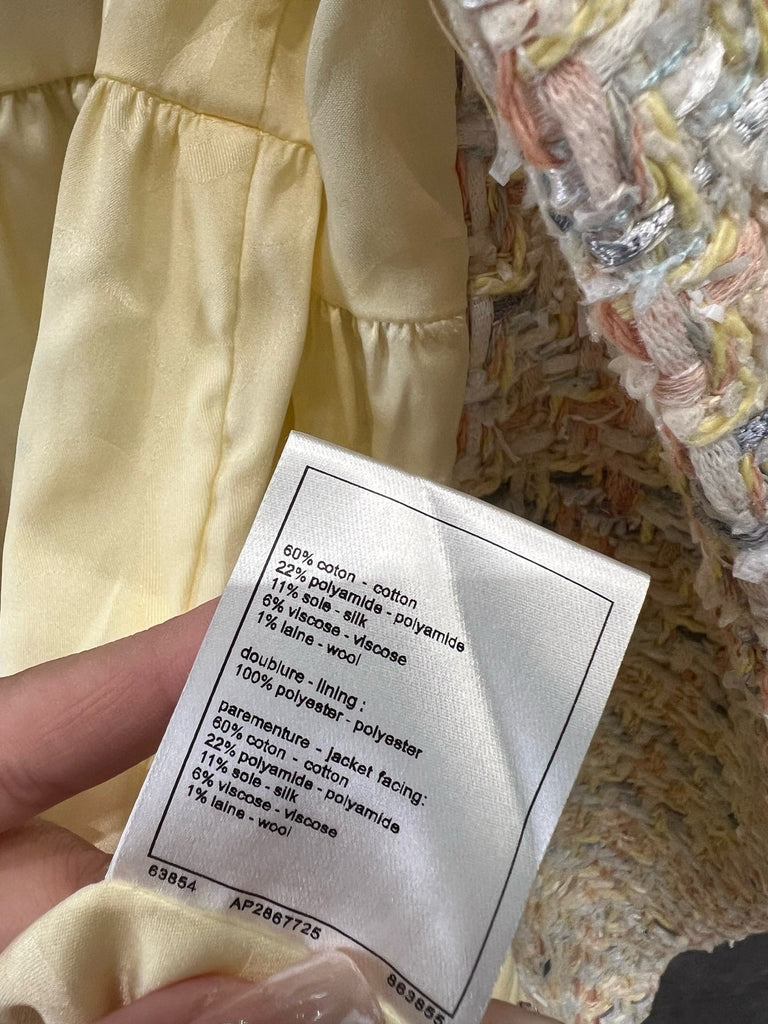 60% coton - cotton
22% polyamide - polyamide
11% soie - silk
6% viscose - viscose
1% laine - wool
doublure - lining :
100% polyester - polyester
parementure - jacket facing:
60% coton - cotton
22% polyamide - polyamide
11% soie - silk
6% viscose - viscose
1% laine - wool
63854
AP2867725
863855